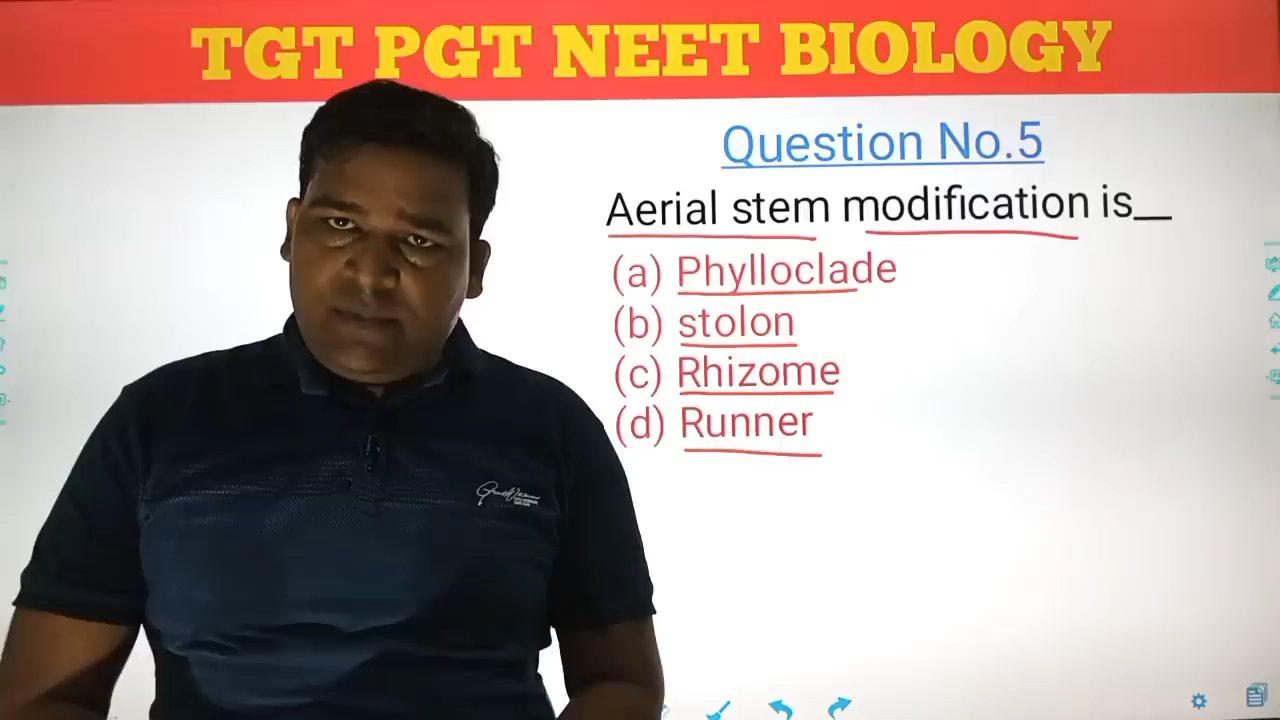 TGT PGT NEET BIOLOGY
Question No.5
Aerial stem modification is__
(a) Phylloclade
(b) stolon
(c) Rhizome
(d) Runner